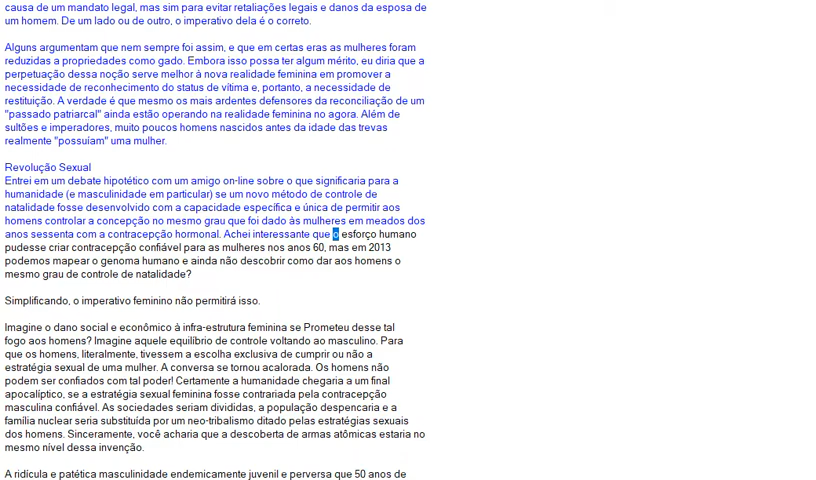 causa de um mandato legal, mas sim para evitar retaliações legais e danos da esposa de
um homem. De um lado ou de outro, o imperativo dela é o correto.
Alguns argumentam que nem sempre foi assim, e que em certas eras as mulheres foram
reduzidas a propriedades como gado. Embora isso possa ter algum mérito, eu diria que a
perpetuação dessa noção serve melhor à nova realidade feminina em promover a
necessidade de reconhecimento do status de vítima e, portanto, a necessidade de
restituição. A verdade é que mesmo os mais ardentes defensores da reconciliação de um
"passado patriarcal" ainda estão operando na realidade feminina no agora. Além de
sultões e imperadores, muito poucos homens nascidos antes da idade das trevas
realmente "possuíam" uma mulher.
Revolução Sexual
Entrei em um debate hipotético com um amigo on-line sobre o que significaria para a
humanidade (e masculinidade em particular) se um novo método de controle de
natalidade fosse desenvolvido com a capacidade específica e única de permitir aos
homens controlar a concepção no mesmo grau que foi dado às mulheres em meados dos
anos sessenta com a contracepção hormonal. Achei interessante que o esforço humano
pudesse criar contracepção confiável para as mulheres nos anos 60, mas em 2013
podemos mapear o genoma humano e ainda não descobrir como dar aos homens o
mesmo grau de controle de natalidade?
Simplificando, o imperativo feminino não permitirá isso.
Imagine o dano social e econômico à infra-estrutura feminina se Prometeu desse tal
fogo aos homens? Imagine aquele equilíbrio de controle voltando ao masculino. Para
que os homens, literalmente, tivessem a escolha exclusiva de cumprir ou não a
estratégia sexual de uma mulher. A conversa se tornou acalorada. Os homens não
podem ser confiados com tal poder! Certamente a humanidade chegaria a um final
apocalíptico, se a estratégia sexual feminina fosse contrariada pela contracepção
masculina confiável. As sociedades seriam divididas, a população despencaria e a
família nuclear seria substituída por um neo-tribalismo ditado pelas estratégias sexuais
dos homens. Sinceramente, você acharia que a descoberta de armas atômicas estaria no
mesmo nível dessa invenção.
A ridícula e patética masculinidade endemicamente juvenil e perversa que 50 anos de